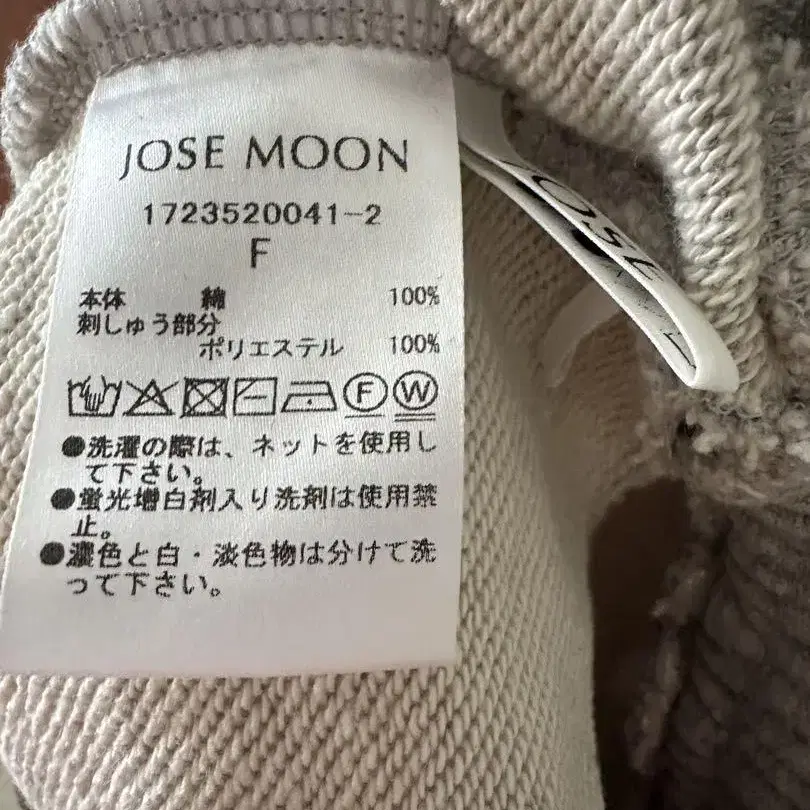 JOSE MOON
1723520041-2
F
本体 綿 100%
刺しゅう部分
ポリエステル 100%
F W
●洗濯の際は、ネットを使用し
て下さい。
●蛍光増白剤入り洗剤は使用禁
止。
●濃色と白・淡色物は分けて洗
って下さい。
JOSE